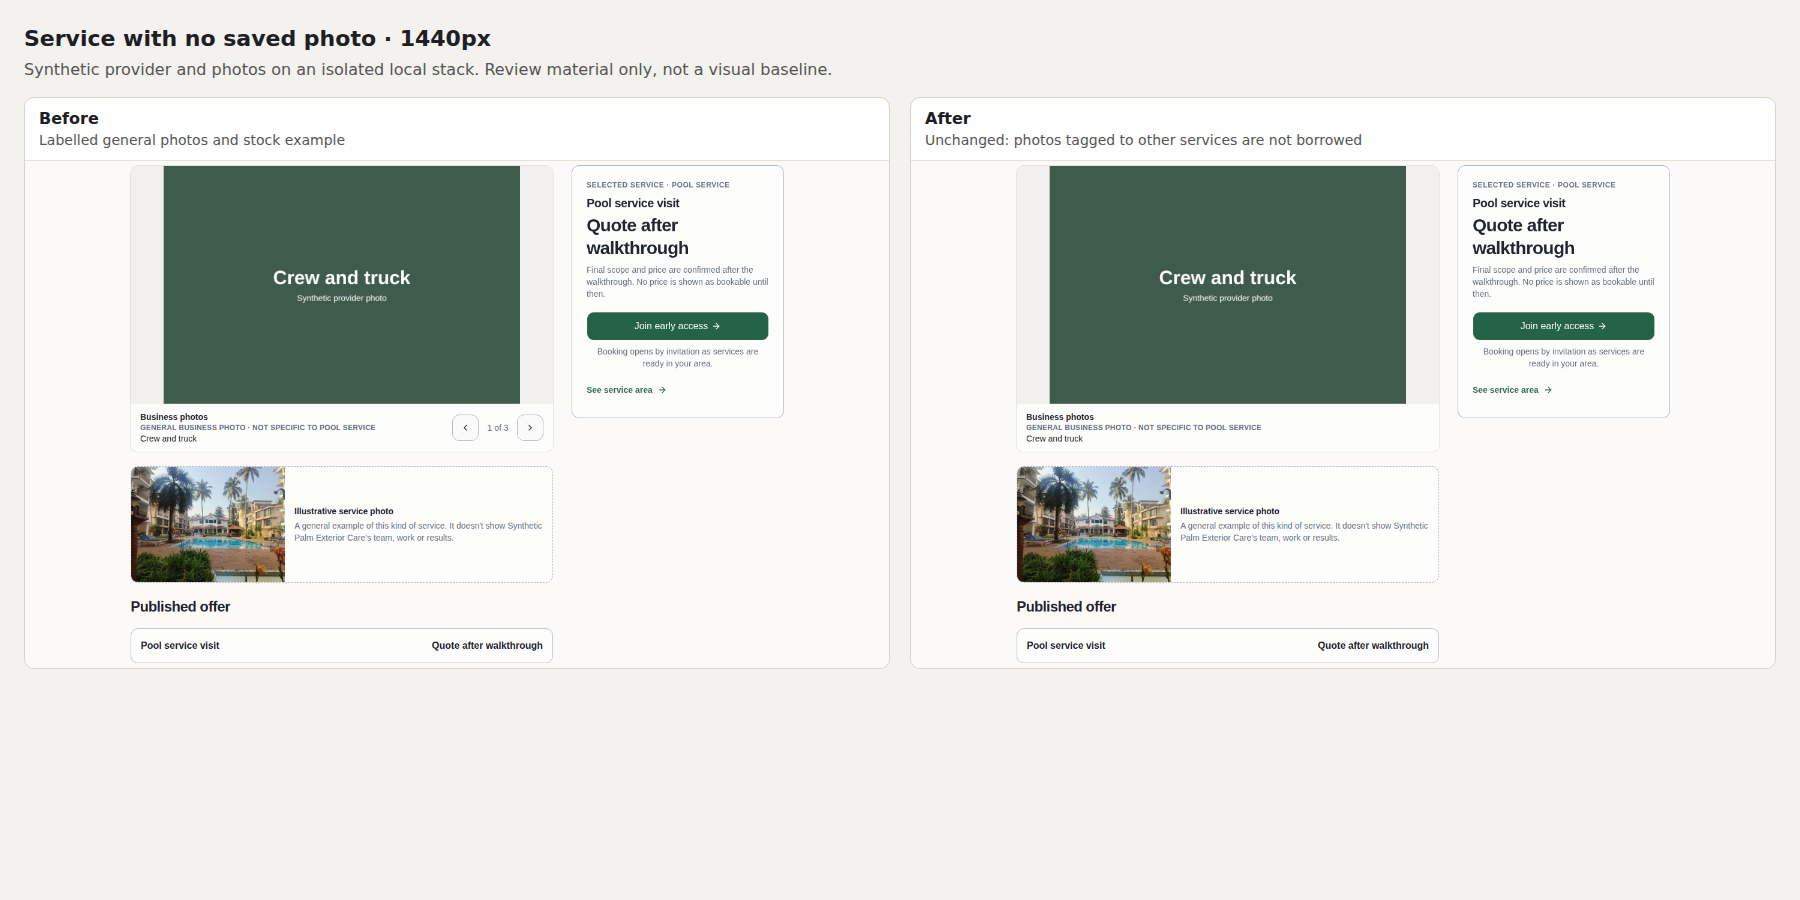 Service with no saved photo · 1440px
Synthetic provider and photos on an isolated local stack. Review material only, not a visual baseline.
Before
Labelled general photos and stock example
Crew and truck
Synthetic provider photo
Business photos
GENERAL BUSINESS PHOTO · NOT SPECIFIC TO POOL SERVICE
Crew and truck
1 of 3
SELECTED SERVICE · POOL SERVICE
Pool service visit
Quote after
walkthrough
Final scope and price are confirmed after the
walkthrough. No price is shown as bookable until
then.
Join early access →
Booking opens by invitation as services are
ready in your area.
See service area →
Illustrative service photo
A general example of this kind of service. It doesn't show Synthetic
Palm Exterior Care's team, work or results.
Published offer
Pool service visit Quote after walkthrough
After
Unchanged: photos tagged to other services are not borrowed
Crew and truck
Synthetic provider photo
Business photos
GENERAL BUSINESS PHOTO · NOT SPECIFIC TO POOL SERVICE
Crew and truck
SELECTED SERVICE · POOL SERVICE
Pool service visit
Quote after
walkthrough
Final scope and price are confirmed after the
walkthrough. No price is shown as bookable until
then.
Join early access →
Booking opens by invitation as services are
ready in your area.
See service area →
Illustrative service photo
A general example of this kind of service. It doesn't show Synthetic
Palm Exterior Care's team, work or results.
Published offer
Pool service visit Quote after walkthrough